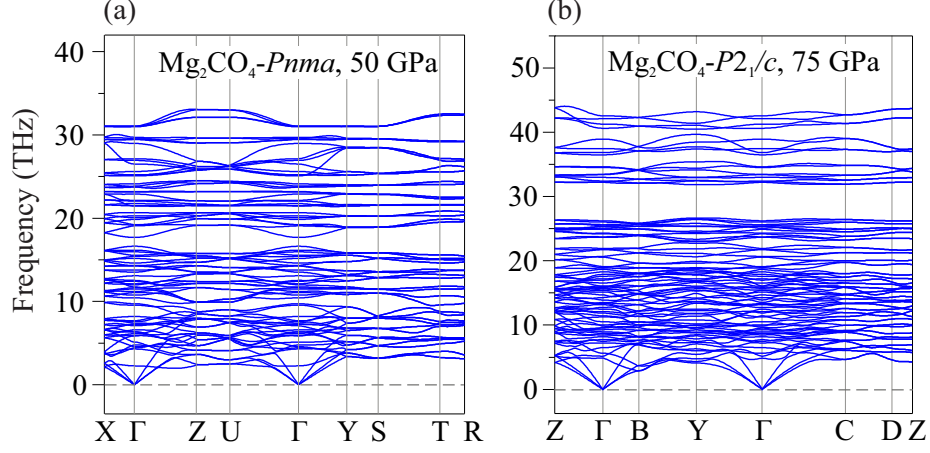 (a)
Mg₂CO₄-Pnma, 50 GPa
Frequency (THz)
40
30
20
10
0
X Γ Z U Γ Y S T R
(b)
Mg₂CO₄-P2₁/c, 75 GPa
50
40
30
20
10
0
Z Γ B Y Γ C D Z